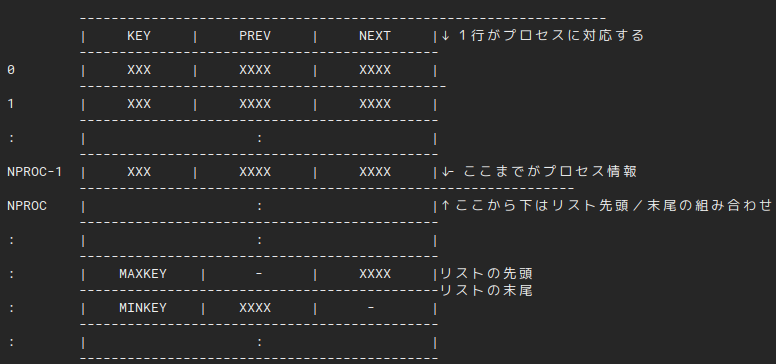 --------------------------------------------------------------
| KEY | PREV | NEXT |↓ 1行がプロセスに対応する
------------------------------------------
0 | XXX | XXXX | XXXX |
-------------------------------------------
1 | XXX | XXXX | XXXX |
------------------------------------------
: | : |
------------------------------------------
NPROC-1 | XXX | XXXX | XXXX |↓- ここまでがプロセス情報
----------------------------------------------------------
NPROC | : |↑ここから下はリスト先頭／末尾の組み合わせ
------------------------------------------
: | : |
------------------------------------------
: | MAXKEY | - | XXXX |リストの先頭
------------------------------------------リストの末尾
: | MINKEY | XXXX | - |
------------------------------------------
: | : |
------------------------------------------